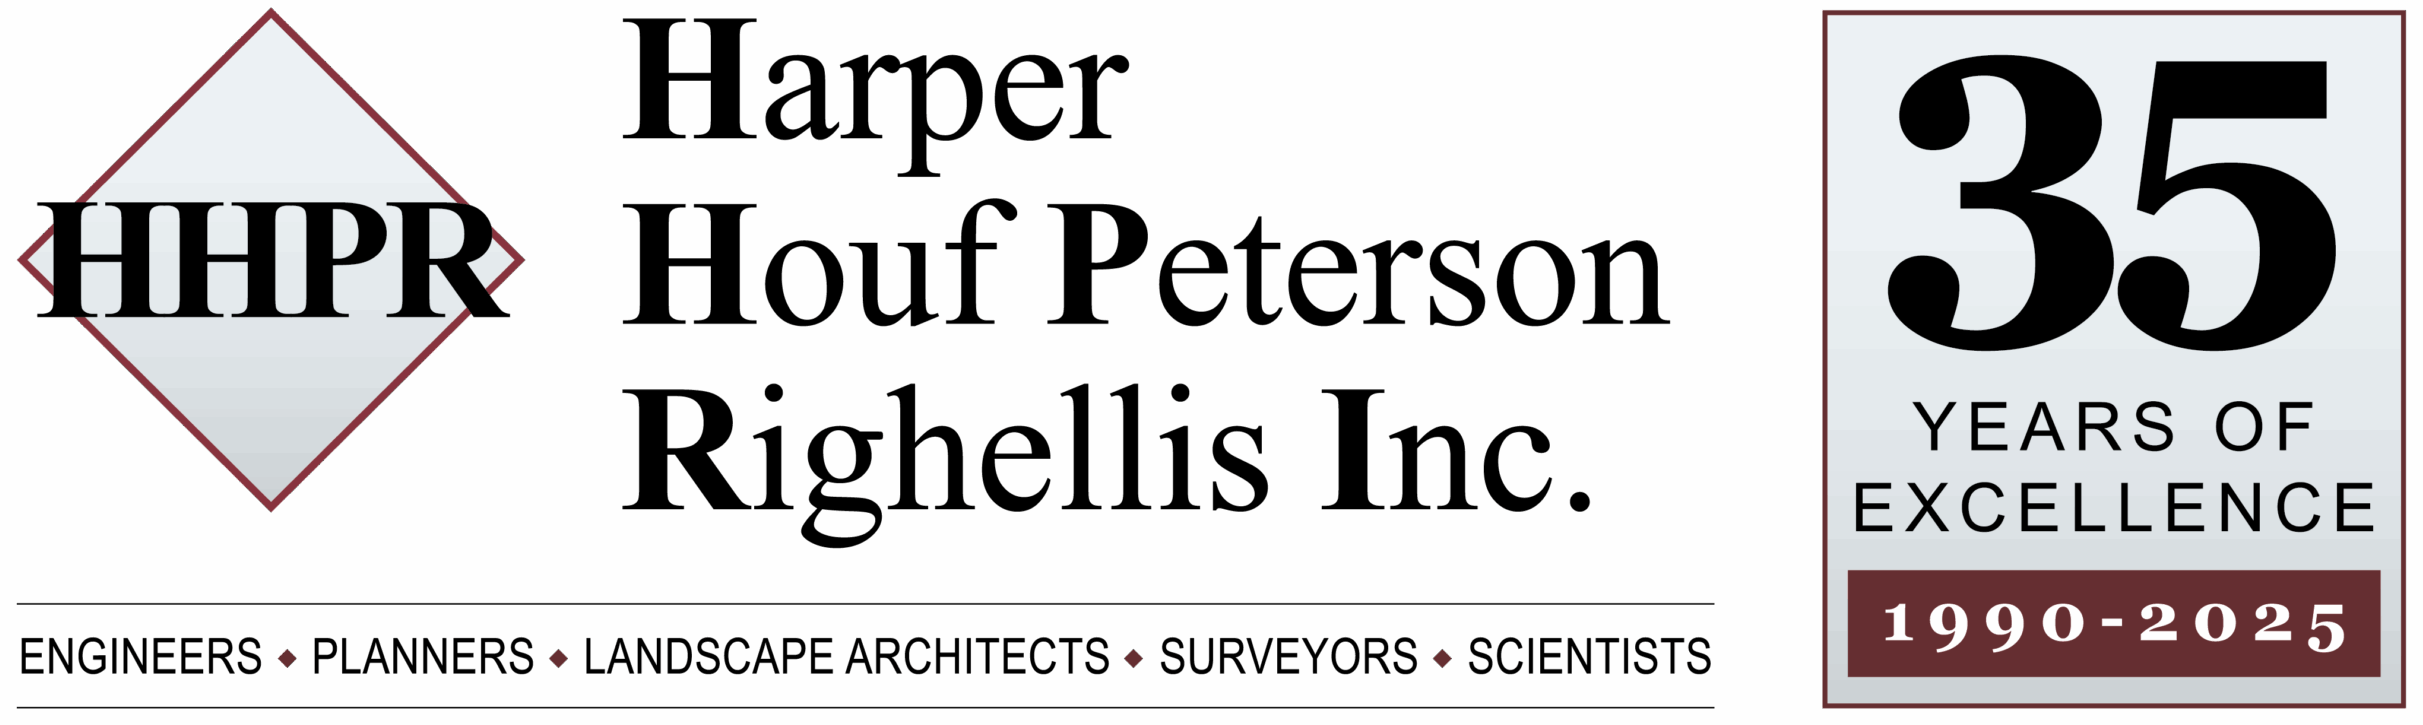 HHPR
Harper
Houf Peterson
Righellis Inc.
ENGINEERS ◆ PLANNERS ◆ LANDSCAPE ARCHITECTS ◆ SURVEYORS ◆ SCIENTISTS
35
YEARS OF
EXCELLENCE
1990-2025